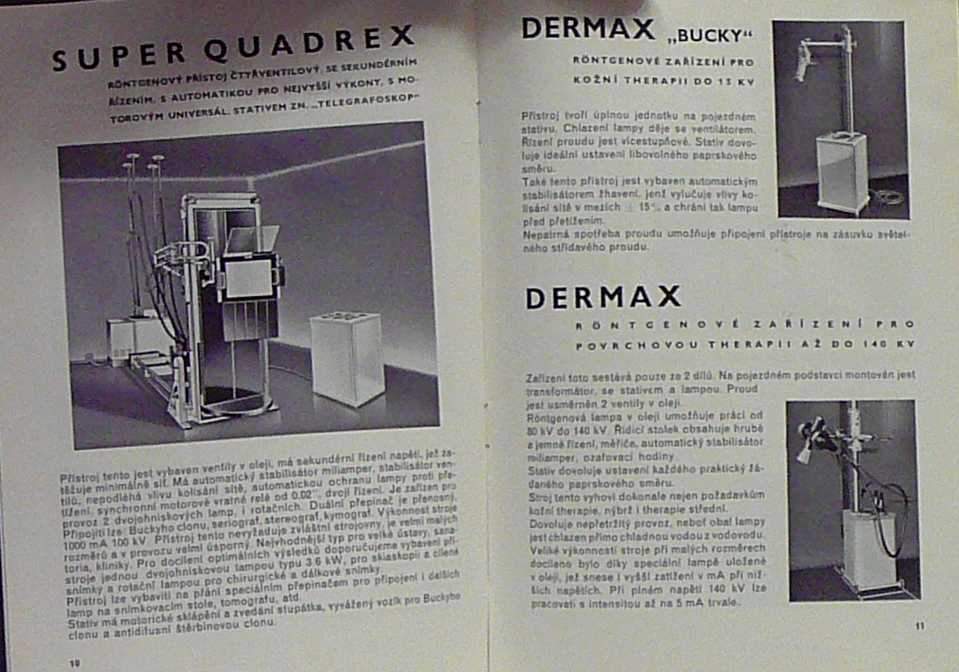 SUPER QUADREX
RÖNTGENOVÝ PŘÍSTOJ ČTYŘVENTILOVÝ, SE SEKUNDÉRNÍM
ŘÍZENÍM, S AUTOMATIKOU PRO NEJVYŠŠÍ VÝKONY, S MO-
TOROVÝM UNIVERSÁL. STATIVEM ZN. „TELEGRAFOSKOP"
Přístroj tento jest vybaven ventily v oleji, má sekundérní řízení napětí, jež za-
těžuje minimálně síť. Má automatický stabilisátor miliamper, stabilisátor ven-
tilů, nepodléhá vlivu kolísání sítě, automatickou ochranu lampy proti pře-
tížení, synchronní motorové vratné relé od 0.02", dvojí řízení. Je zařízen pro
provoz 2 dvojohniskových lamp, i rotačních. Duální přepinač je přenosný.
Připojiti lze: Buckyho clonu, seriograf, stereograf, kymograf. Výkonnost stroje
1000 mA 100 kV. Přístroj tento nevyžaduje zvláštní strojovny, je velmi malých
rozměrů a v provozu velmi úsporný. Nejvhodnější typ pro velké ústavy, sana-
toria, kliniky. Pro docílení optimálních výsledků doporučujeme vybavení pří-
stroje jednou dvojohniskovou lampou typu 3.6 kW, pro skiaskopii a cílené
snímky a rotační lampou pro chirurgické a dálkové snímky.
Přístroj lze vybaviti na přání speciálním přepinačem pro připojení i dalších
lamp na snímkovacím stole, tomografu, atd.
Stativ má motorické sklápění a zvedání stupátka, vyvážený vozík pro Buckyho
clonu a antidifusní štěrbinovou clonu.
10
DERMAX „BUCKY"
RÖNTGENOVÉ ZAŘÍZENÍ PRO
KOŽNÍ THERAPII DO 15 KV
Přístroj tvoří úplnou jednotku na pojezdném
stativu. Chlazení lampy děje se ventilátorem.
Řízení proudu jest vícestupňové. Stativ dovo-
luje ideální ustavení libovolného paprskového
směru.
Také tento přístroj jest vybaven automatickým
stabilisátorem žhavení, jenž vylučuje vlivy ko-
lísání sítě v mezích ± 15% a chrání tak lampu
před přetížením.
Nepatrná spotřeba proudu umožňuje připojení přístroje na zásuvku světel-
ného střídavého proudu.
DERMAX
RÖNTGENOVÉ ZAŘÍZENÍ PRO
POVRCHOVOU THERAPII AŽ DO 140 KV
Zařízení toto sestává pouze ze 2 dílů. Na pojezdném podstavci montován jest
transformátor, se stativem a lampou. Proud
jest usměrněn 2 ventily v oleji.
Röntgenová lampa v oleji umožňuje práci od
80 kV do 140 kV. Řídicí stolek obsahuje hrubé
a jemné řízení, měřiče, automatický stabilisátor
miliamper, ozařovací hodiny.
Stativ dovoluje ustavení každého prakticky žá-
daného paprskového směru.
Stroj tento vyhoví dokonale nejen požadavkům
kožní therapie, nýbrž i therapie střední.
Dovoluje nepřetržitý provoz, neboť obal lampy
jest chlazen přímo chladnou vodou z vodovodu.
Veliké výkonnosti stroje při malých rozměrech
docíleno bylo díky speciální lampě uložené
v oleji, jež snese i vyšší zatížení v mA při niž-
ších napětích. Při plném napětí 140 kV lze
pracovati s intensitou až na 5 mA trvale.
11